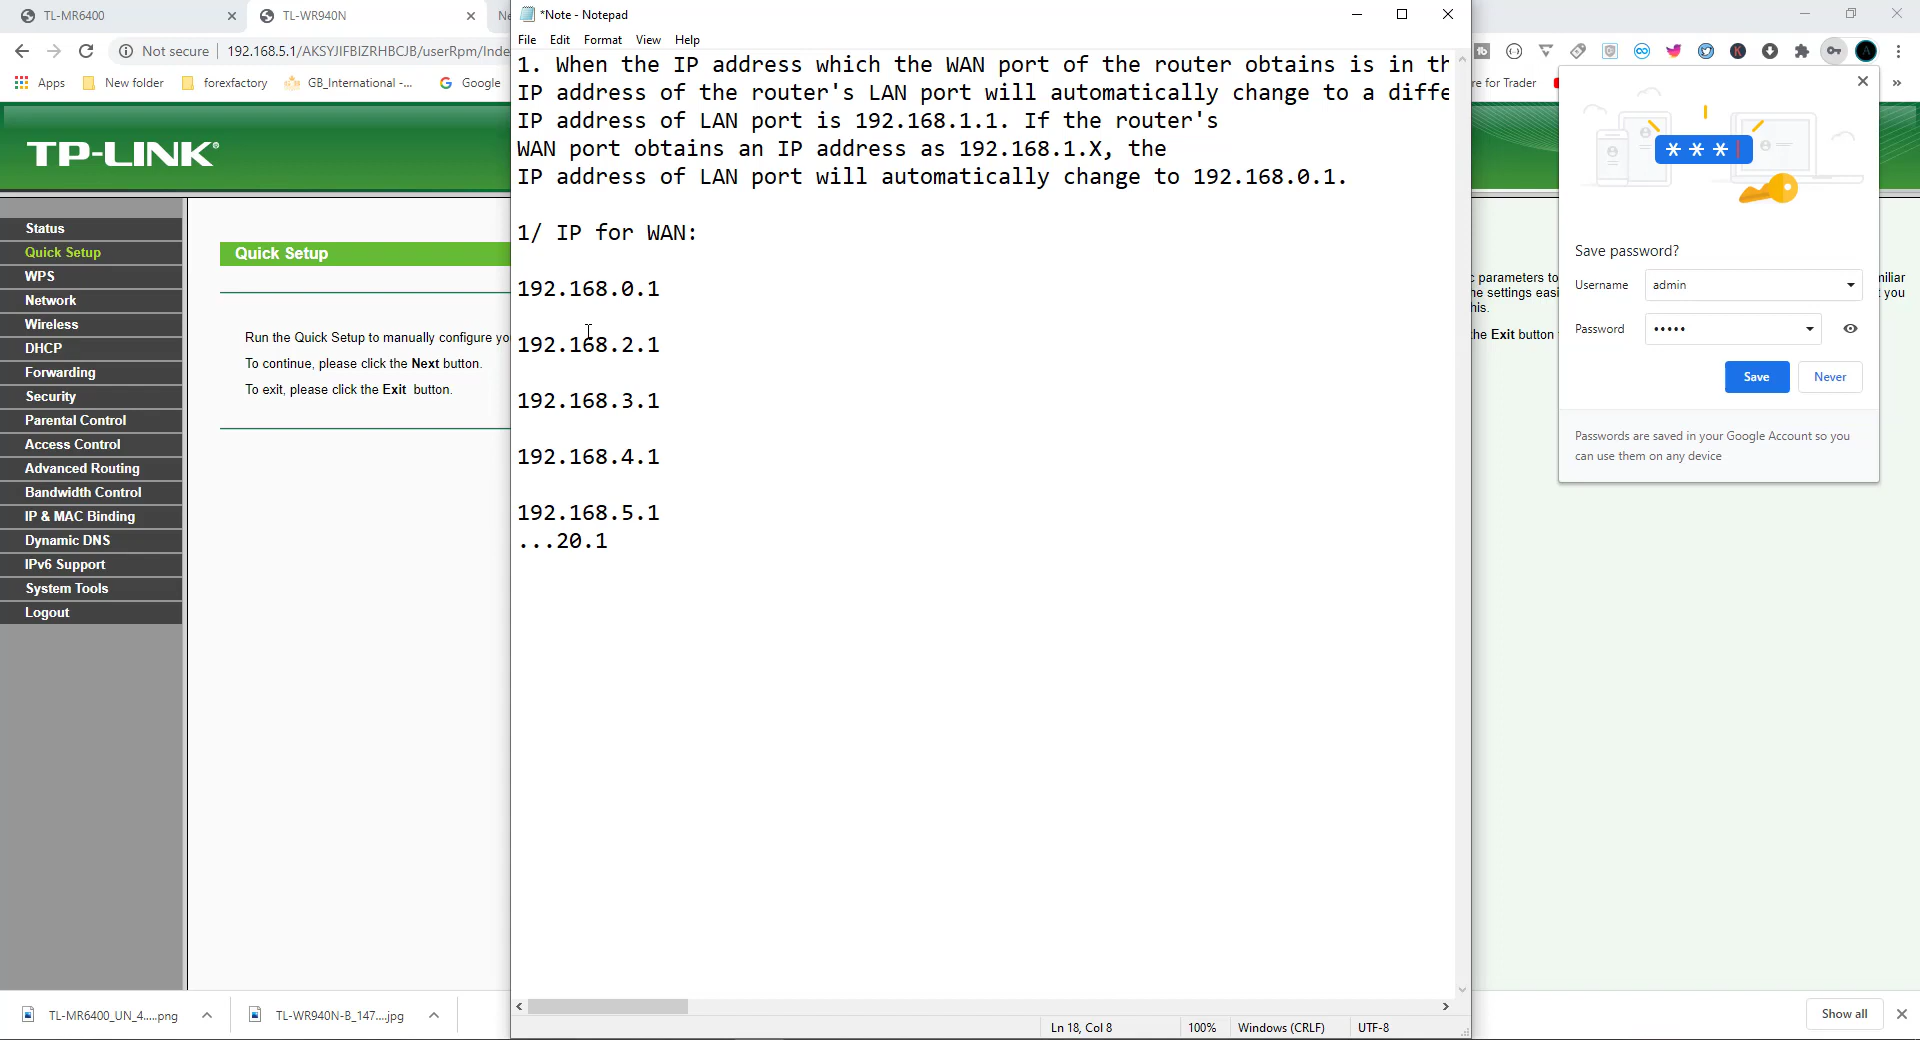 TL-MR6400
TL-WR940N
Ne
*Note - Notepad
Not secure
192.168.5.1/AKSYJIFBIZRHBCJB/userRpm/Inde
File Edit Format View Help
Apps
New folder
forexfactory
GB_International -...
Google
re for Trader
1. When the IP address which the WAN port of the router obtains is in th
IP address of the router's LAN port will automatically change to a diffe
IP address of LAN port is 192.168.1.1. If the router's
WAN port obtains an IP address as 192.168.1.X, the
IP address of LAN port will automatically change to 192.168.0.1.
1/ IP for WAN:
192.168.0.1
192.168.2.1
192.168.3.1
192.168.4.1
192.168.5.1
...20.1
TP-LINK®
Status
Quick Setup
WPS
Network
Wireless
DHCP
Forwarding
Security
Parental Control
Access Control
Advanced Routing
Bandwidth Control
IP & MAC Binding
Dynamic DNS
IPv6 Support
System Tools
Logout
Quick Setup
Run the Quick Setup to manually configure yo
To continue, please click the Next button.
To exit, please click the Exit button.
* * *
Save password?
Username
admin
Password
•••••
Save
Never
Passwords are saved in your Google Account so you
can use them on any device
c parameters to
miliar
he settings easi
t you
his.
the Exit button
TL-MR6400_UN_4.....png
TL-WR940N-B_147....jpg
Ln 18, Col 8
100%
Windows (CRLF)
UTF-8
Show all